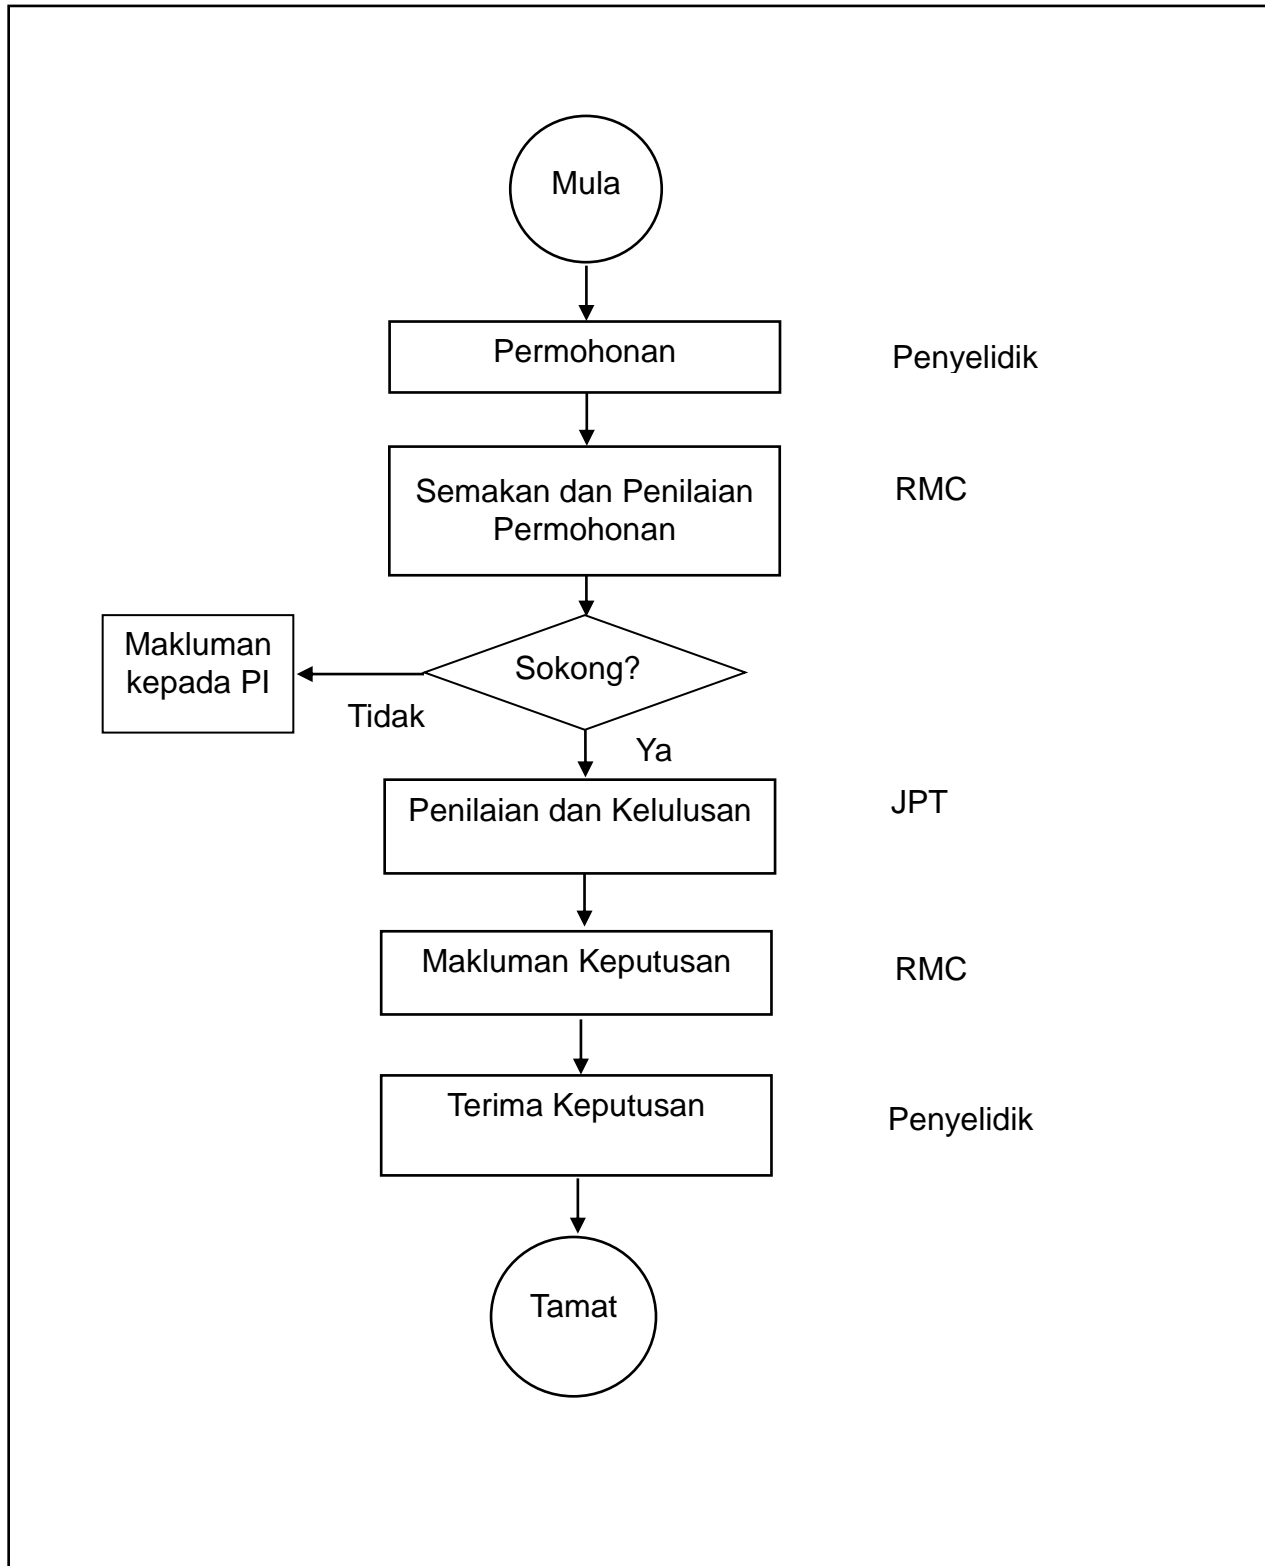 Mula
Permohonan
Penyelidik
Semakan dan Penilaian
Permohonan
RMC
Makluman
kepada PI
Sokong?
Tidak
Ya
Penilaian dan Kelulusan
JPT
Makluman Keputusan
RMC
Terima Keputusan
Penyelidik
Tamat